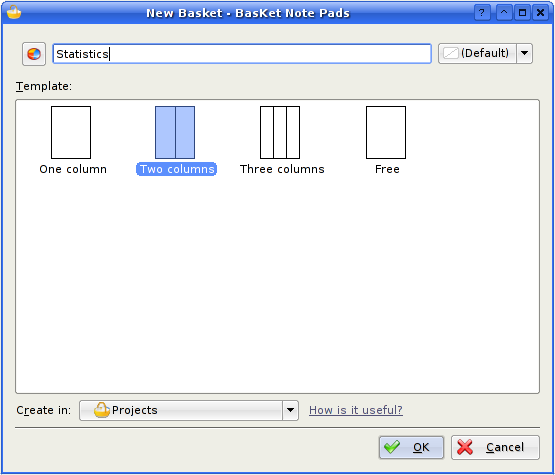 New Basket - BasKet Note Pads
?
Statistics
(Default)
Template:
One column
Two columns
Three columns
Free
Create in:
Projects
How is it useful?
OK
Cancel